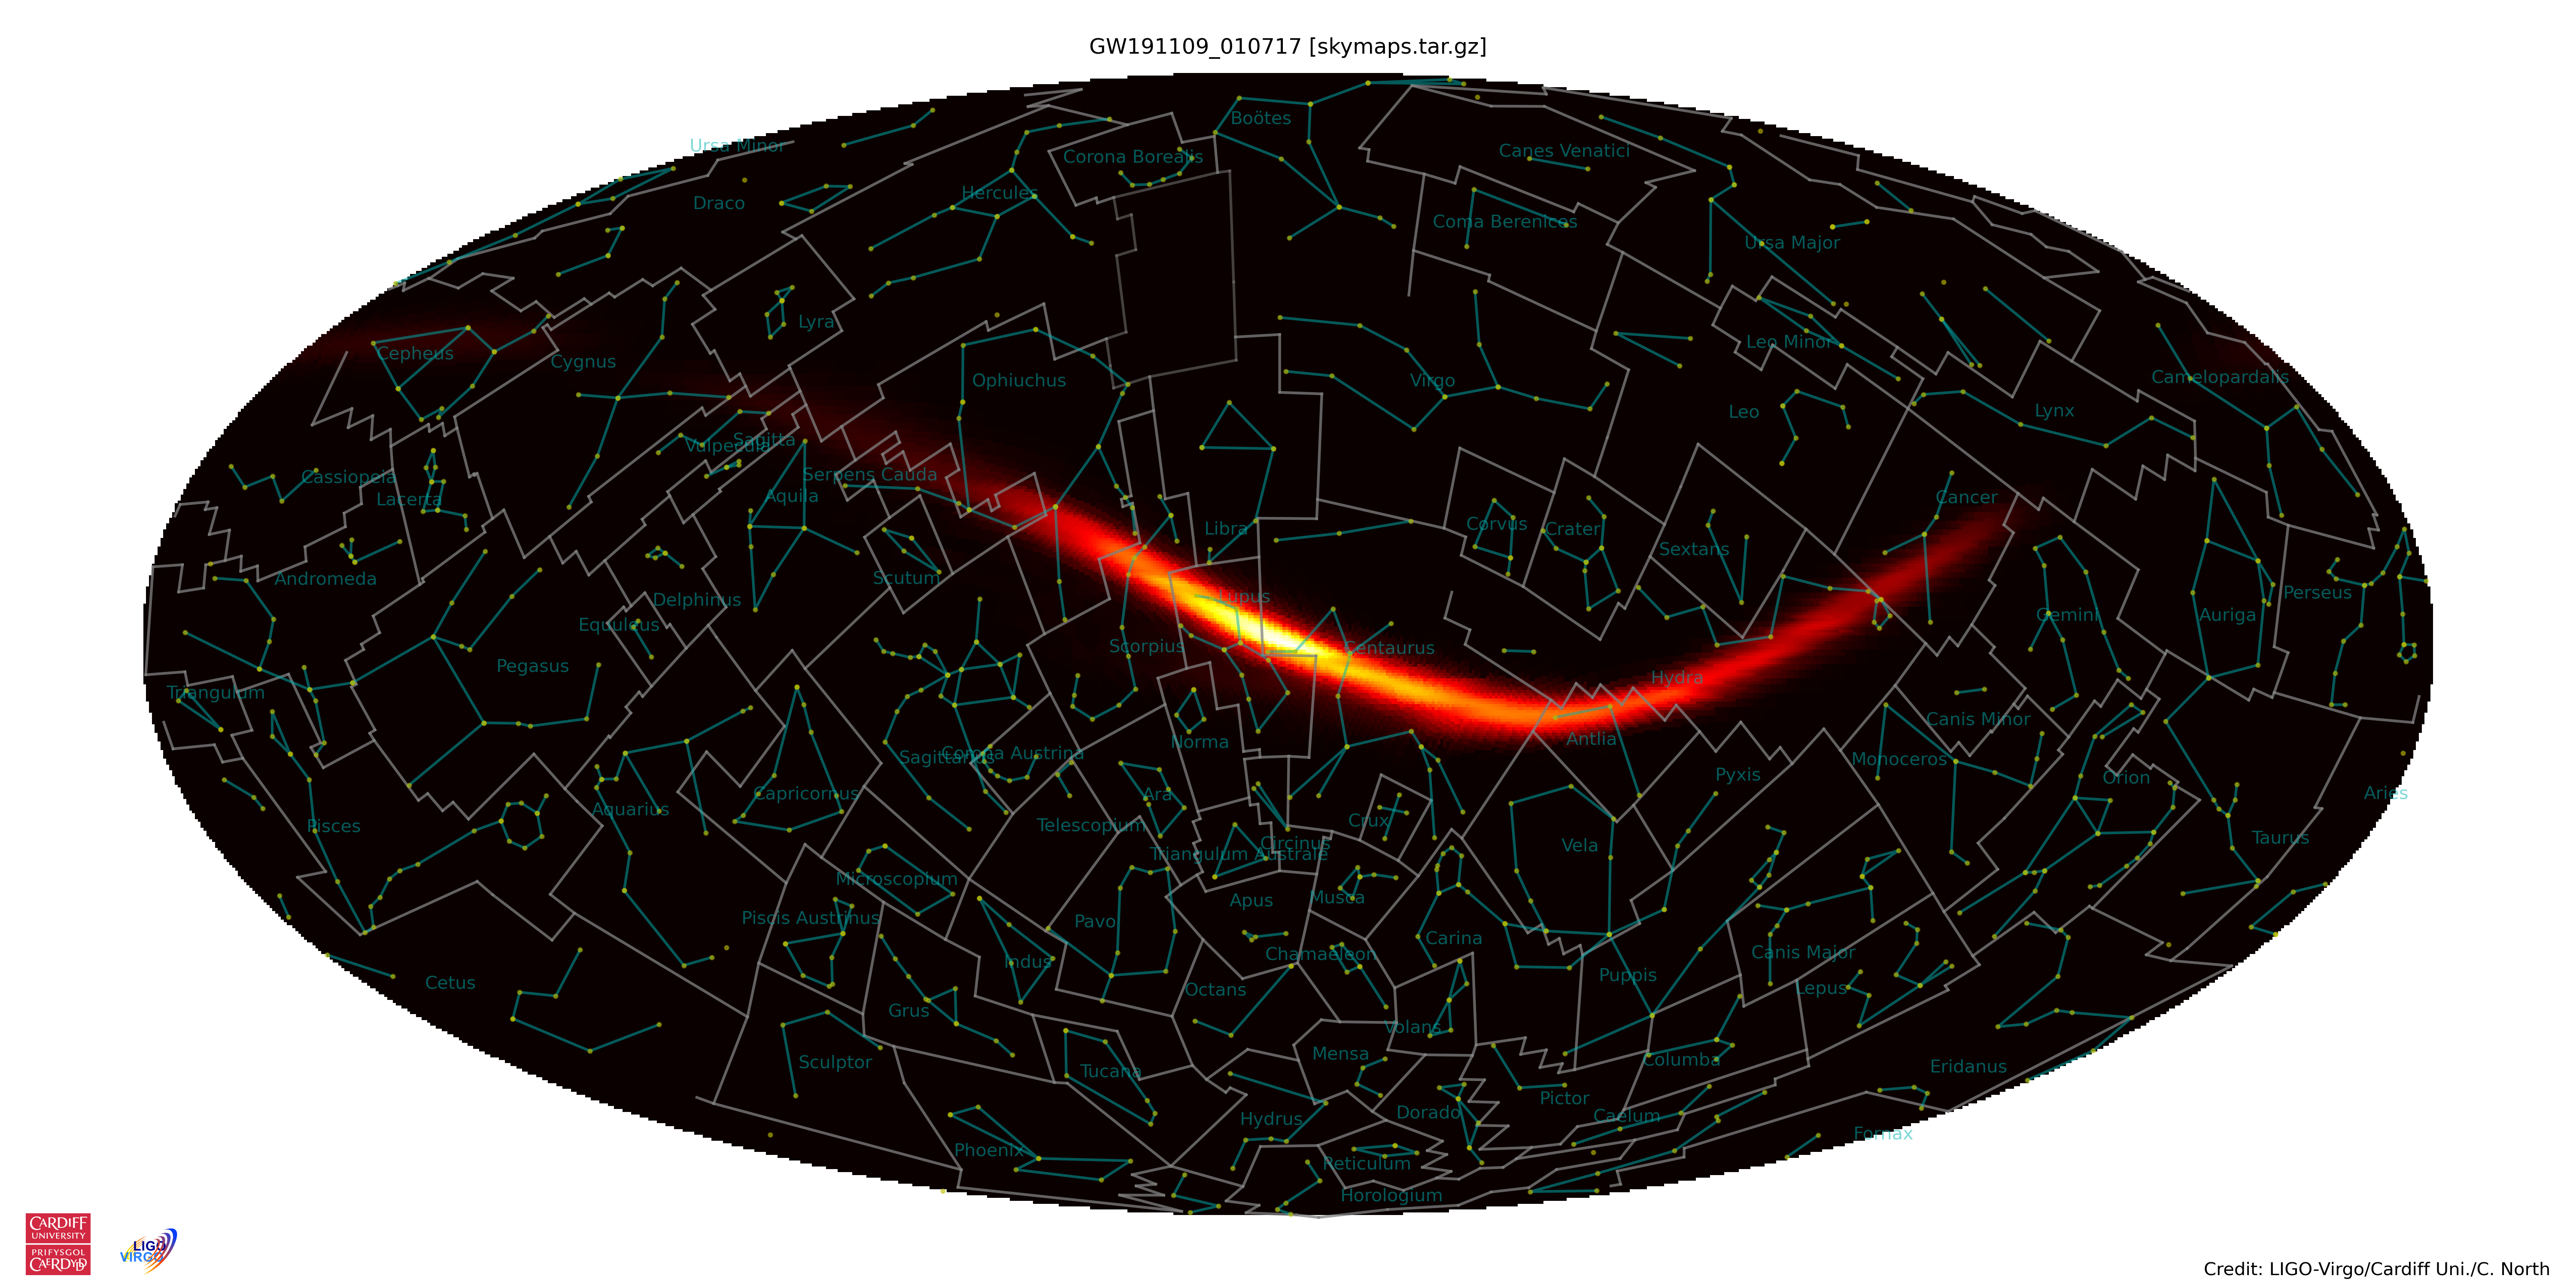 GW191109_010717 [skymaps.tar.gz]
Boötes
Ursa Minor
Corona Borealis
Canes Venatici
Hercules
Draco
Coma Berenices
Ursa Major
Lyra
Leo Minor
Cepheus
Cygnus
Ophiuchus
Virgo
Camelopardalis
Leo
Lynx
Sagitta
Vulpecula
Serpens Cauda
Cassiopeia
Lacerta
Aquila
Cancer
Libra
Corvus
Crater
Sextans
Andromeda
Scutum
Delphinus
Lupus
Perseus
Equuleus
Gemini
Auriga
Scorpius
Centaurus
Pegasus
Hydra
Triangulum
Canis Minor
Norma
Antlia
Sagittarius
Corona Austrina
Monoceros
Pyxis
Orion
Capricornus
Ara
Aries
Aquarius
Crux
Pisces
Telescopium
Circinus
Vela
Taurus
Triangulum Australe
Microscopium
Apus
Musca
Piscis Austrinus
Pavo
Carina
Chamaeleon
Canis Major
Indus
Puppis
Cetus
Octans
Lepus
Grus
Volans
Mensa
Sculptor
Columba
Eridanus
Tucana
Pictor
Dorado
Caelum
Hydrus
Fornax
Phoenix
Reticulum
Horologium
CARDIFF
UNIVERSITY
PRIFYSGOL
CAERDYDD
LIGO
VIRGO
Credit: LIGO-Virgo/Cardiff Uni./C. North